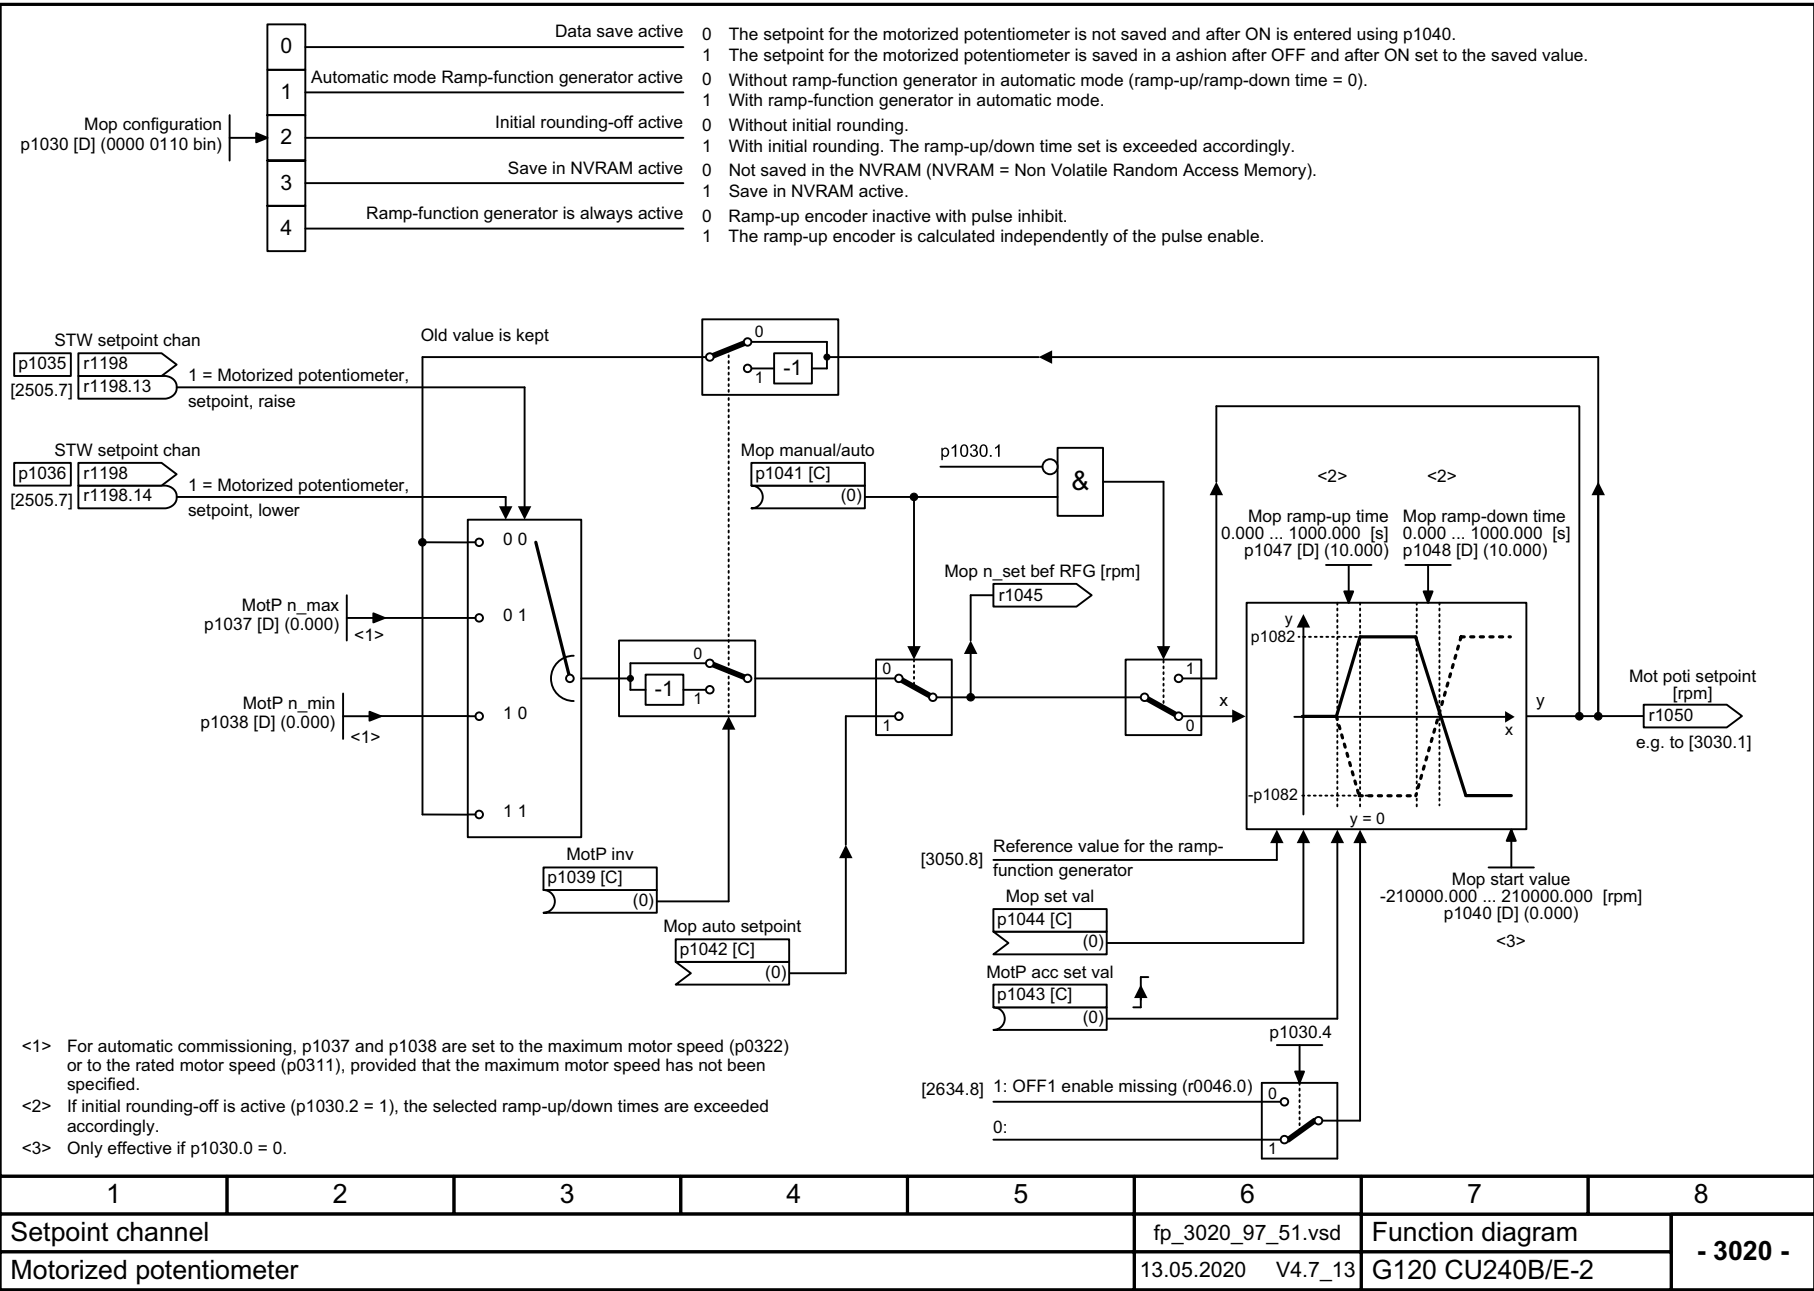 0
Data save active
0 The setpoint for the motorized potentiometer is not saved and after ON is entered using p1040.
1 The setpoint for the motorized potentiometer is saved in a ashion after OFF and after ON set to the saved value.
1
Automatic mode Ramp-function generator active
0 Without ramp-function generator in automatic mode (ramp-up/ramp-down time = 0).
1 With ramp-function generator in automatic mode.
Mop configuration
p1030 [D] (0000 0110 bin)
2
Initial rounding-off active
0 Without initial rounding.
1 With initial rounding. The ramp-up/down time set is exceeded accordingly.
3
Save in NVRAM active
0 Not saved in the NVRAM (NVRAM = Non Volatile Random Access Memory).
1 Save in NVRAM active.
4
Ramp-function generator is always active
0 Ramp-up encoder inactive with pulse inhibit.
1 The ramp-up encoder is calculated independently of the pulse enable.
STW setpoint chan
p1035 r1198
[2505.7] r1198.13
1 = Motorized potentiometer,
setpoint, raise
Old value is kept
0
1
-1
STW setpoint chan
p1036 r1198
[2505.7] r1198.14
1 = Motorized potentiometer,
setpoint, lower
Mop manual/auto
p1041 [C]
(0)
p1030.1
&
<2>
<2>
Mop ramp-up time
0.000 ... 1000.000 [s]
p1047 [D] (10.000)
Mop ramp-down time
0.000 ... 1000.000 [s]
p1048 [D] (10.000)
0 0
0 1
1 0
1 1
MotP n_max
p1037 [D] (0.000)
<1>
MotP n_min
p1038 [D] (0.000)
<1>
0
-1
1
Mop n_set bef RFG [rpm]
r1045
0
1
1
0
x
y
p1082
x
-p1082
y = 0
y
Mot poti setpoint
[rpm]
r1050
e.g. to [3030.1]
MotP inv
p1039 [C]
(0)
Mop auto setpoint
p1042 [C]
(0)
[3050.8] Reference value for the ramp-
function generator
Mop set val
p1044 [C]
(0)
MotP acc set val
p1043 [C]
(0)
Mop start value
-210000.000 ... 210000.000 [rpm]
p1040 [D] (0.000)
<3>
p1030.4
[2634.8] 1: OFF1 enable missing (r0046.0)
0
0:
1
<1> For automatic commissioning, p1037 and p1038 are set to the maximum motor speed (p0322)
or to the rated motor speed (p0311), provided that the maximum motor speed has not been
specified.
<2> If initial rounding-off is active (p1030.2 = 1), the selected ramp-up/down times are exceeded
accordingly.
<3> Only effective if p1030.0 = 0.
1 2 3 4 5 6 7 8
Setpoint channel
fp_3020_97_51.vsd
Function diagram
- 3020 -
Motorized potentiometer
13.05.2020 V4.7_13
G120 CU240B/E-2